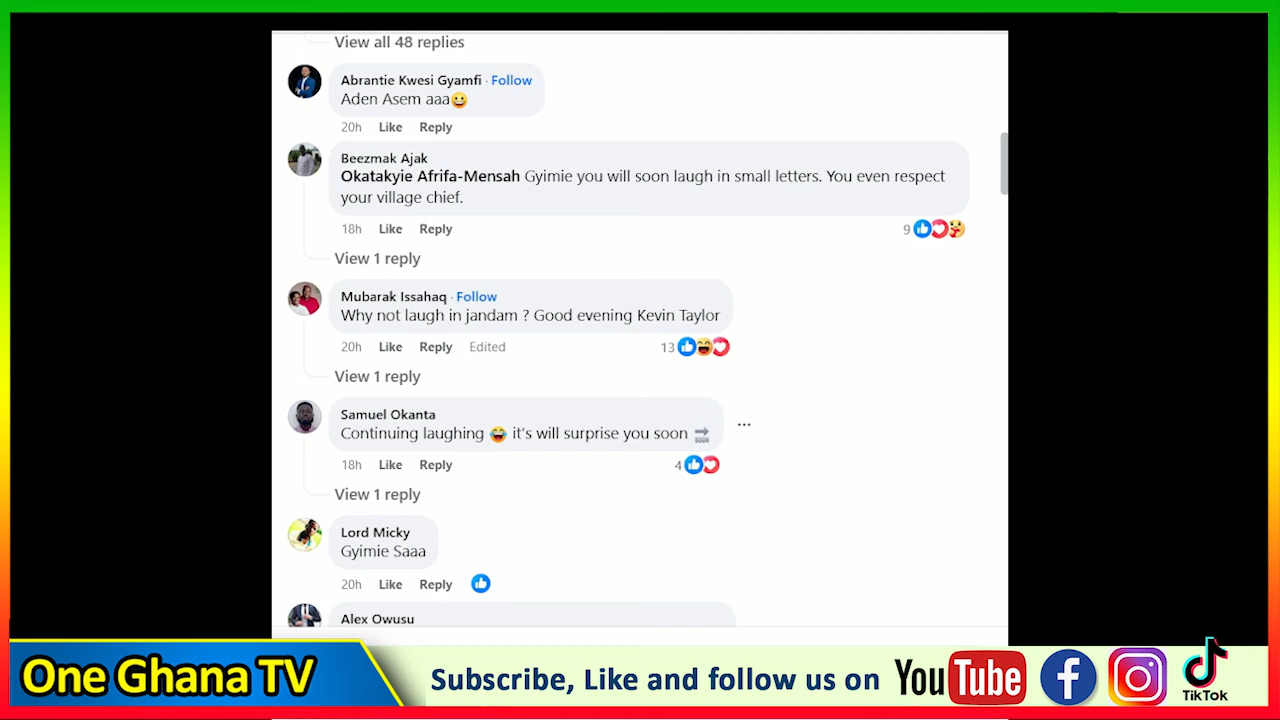 View all 48 replies
Abrantie Kwesi Gyamfi · Follow
Aden Asem aaa😀
20h Like Reply
Beezmak Ajak
Okatakyie Afrifa-Mensah Gyimie you will soon laugh in small letters. You even respect
your village chief.
18h Like Reply 9
View 1 reply
Mubarak Issahaq · Follow
Why not laugh in jandam ? Good evening Kevin Taylor
20h Like Reply Edited 13
View 1 reply
Samuel Okanta
Continuing laughing 😂 it's will surprise you soon 🔜
...
18h Like Reply 4
View 1 reply
Lord Micky
Gyimie Saaa
20h Like Reply
Alex Owusu
One Ghana TV
Subscribe, Like and follow us on YouTube
TikTok